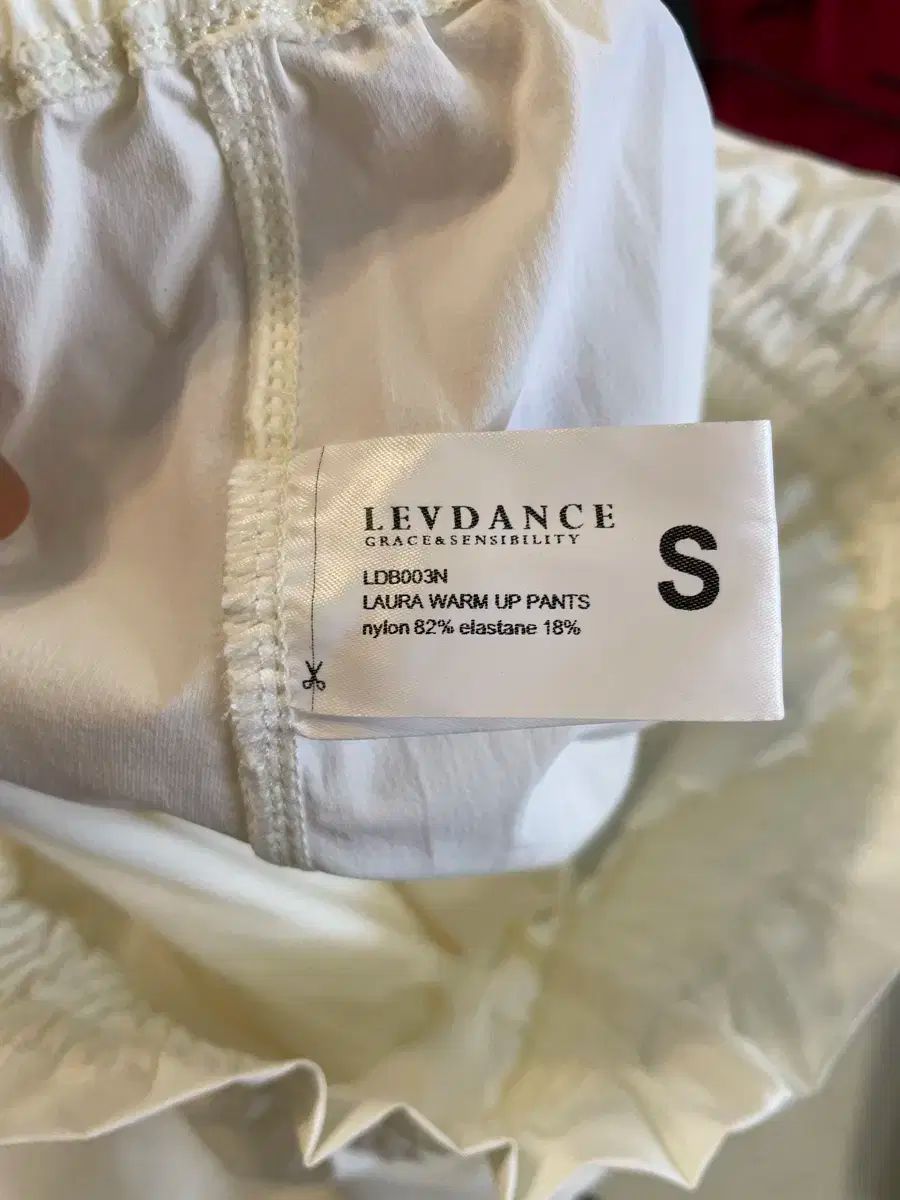 LEVDANCE
GRACE&SENSIBILITY
LDB003N
LAURA WARM UP PANTS
nylon 82% elastane 18%
S